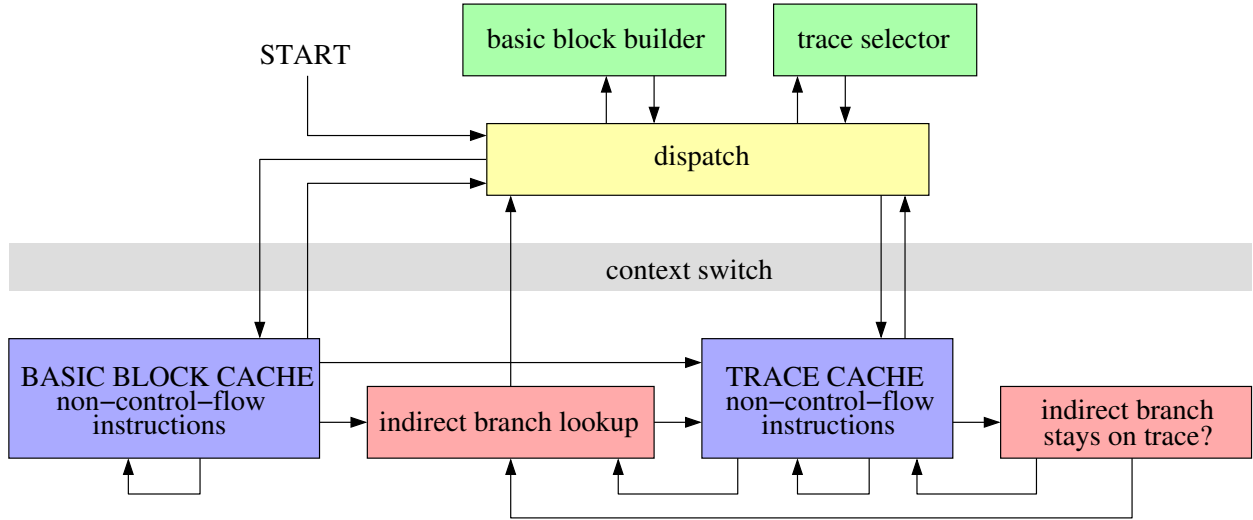 basic block builder
trace selector
START
dispatch
context switch
BASIC BLOCK CACHE
non−control−flow
instructions
indirect branch lookup
TRACE CACHE
non−control−flow
instructions
indirect branch
stays on trace?